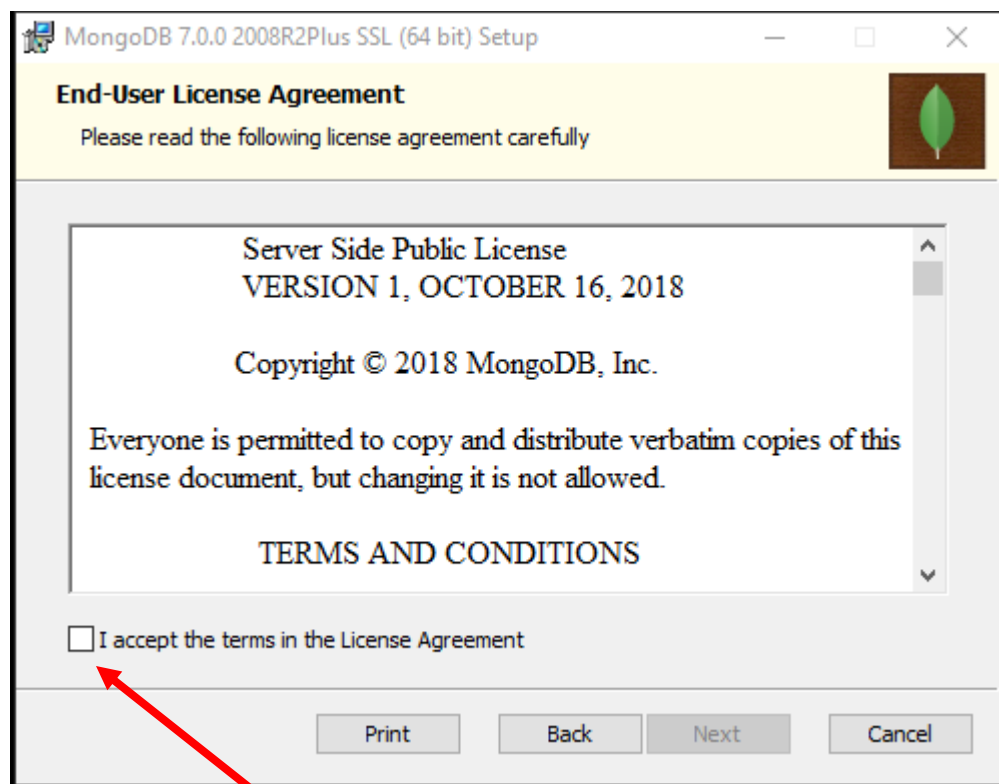 MongoDB 7.0.0 2008R2Plus SSL (64 bit) Setup
End-User License Agreement
Please read the following license agreement carefully
Server Side Public License
VERSION 1, OCTOBER 16, 2018
Copyright © 2018 MongoDB, Inc.
Everyone is permitted to copy and distribute verbatim copies of this
license document, but changing it is not allowed.
TERMS AND CONDITIONS
I accept the terms in the License Agreement
Print Back Next Cancel